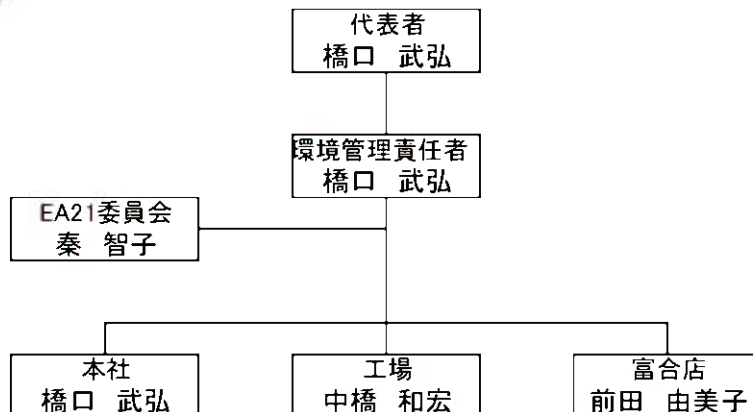 代表者
橋口 武弘
環境管理責任者
橋口 武弘
EA21委員会
秦 智子
本社
橋口 武弘
工場
中橋 和宏
富合店
前田 由美子